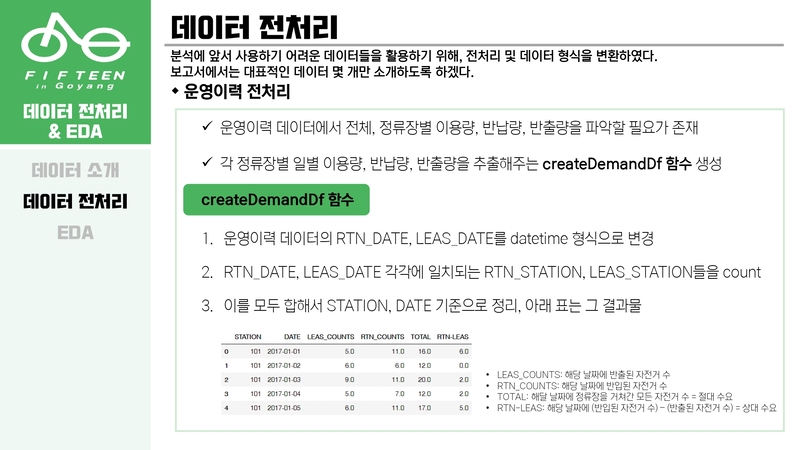 FIFTEEN
in Goyang
데이터 전처리
& EDA
데이터 소개
데이터 전처리
EDA
데이터 전처리
분석에 앞서 사용하기 어려운 데이터들을 활용하기 위해, 전처리 및 데이터 형식을 변환하였다.
보고서에서는 대표적인 데이터 몇 개만 소개하도록 하겠다.
◆ 운영이력 전처리
✓ 운영이력 데이터에서 전체, 정류장별 이용량, 반납량, 반출량을 파악할 필요가 존재
✓ 각 정류장별 일별 이용량, 반납량, 반출량을 추출해주는 createDemandDf 함수 생성
createDemandDf 함수
1. 운영이력 데이터의 RTN_DATE, LEAS_DATE를 datetime 형식으로 변경
2. RTN_DATE, LEAS_DATE 각각에 일치되는 RTN_STATION, LEAS_STATION들을 count
3. 이를 모두 합해서 STATION, DATE 기준으로 정리, 아래 표는 그 결과물
STATION DATE LEAS_COUNTS RTN_COUNTS TOTAL RTN-LEAS
0 101 2017-01-01 5.0 11.0 16.0 6.0
1 101 2017-01-02 6.0 6.0 12.0 0.0
2 101 2017-01-03 9.0 11.0 20.0 2.0
3 101 2017-01-04 5.0 7.0 12.0 2.0
4 101 2017-01-05 6.0 11.0 17.0 5.0
• LEAS_COUNTS: 해당 날짜에 반출된 자전거 수
• RTN_COUNTS: 해당 날짜에 반입된 자전거 수
• TOTAL: 해당 날짜에 정류장을 거쳐간 모든 자전거 수 = 절대 수요
• RTN-LEAS: 해당 날짜에 (반입된 자전거 수) - (반출된 자전거 수) = 상대 수요